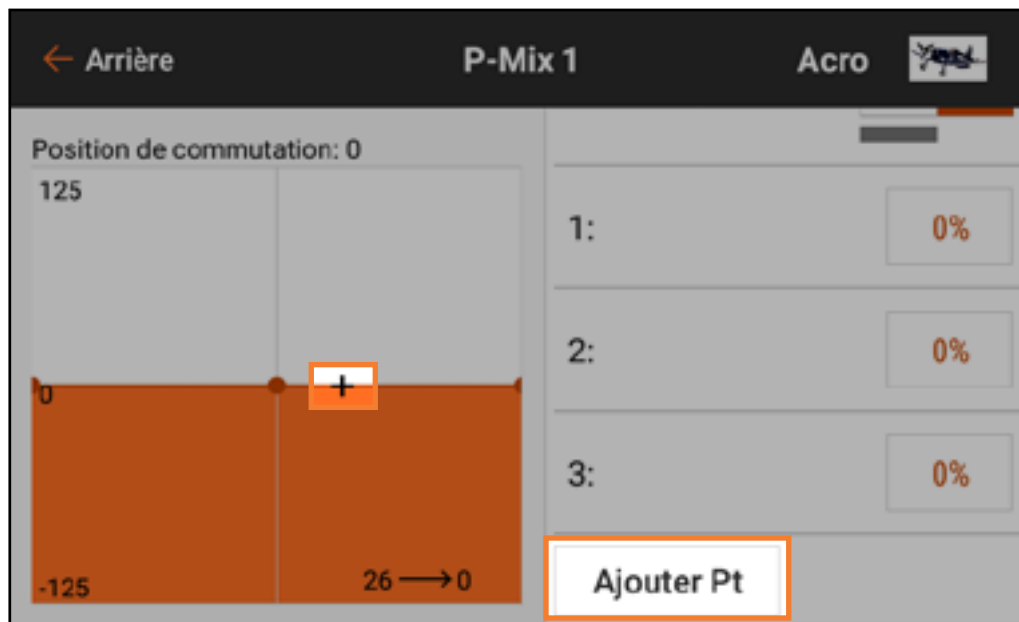 ← Arrière
P-Mix 1
Acro
Position de commutation: 0
125
0
-125
26 → 0
1: 0%
2: 0%
3: 0%
Ajouter Pt